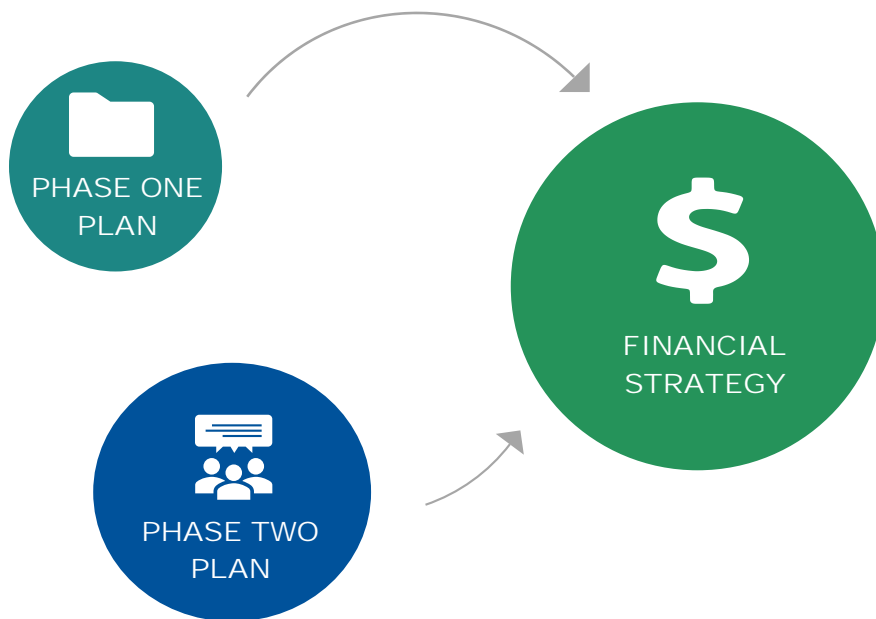 PHASE ONE
PLAN
FINANCIAL
STRATEGY
PHASE TWO
PLAN